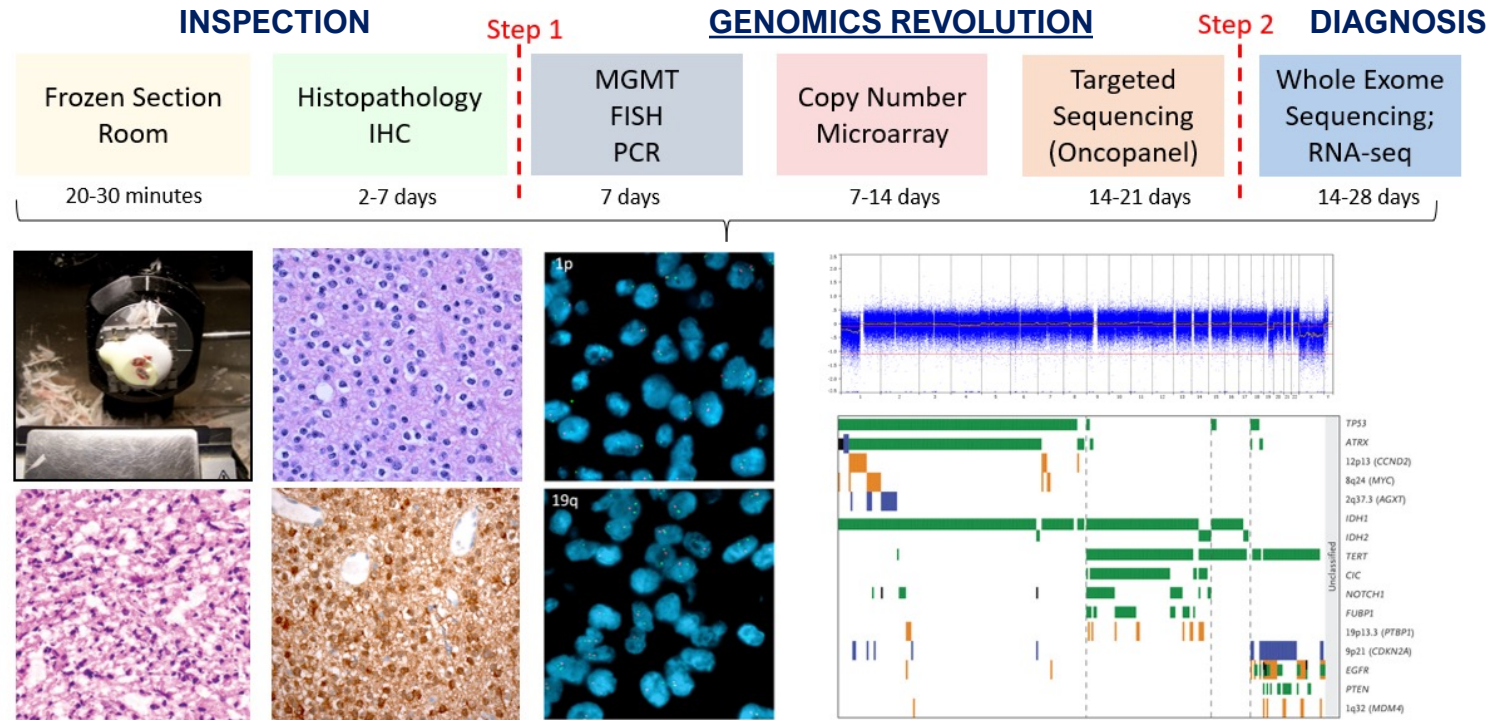 INSPECTION
Step 1
GENOMICS REVOLUTION
Step 2
DIAGNOSIS
Frozen Section
Room
Histopathology
IHC
MGMT
FISH
PCR
Copy Number
Microarray
Targeted
Sequencing
(Oncopanel)
Whole Exome
Sequencing;
RNA-seq
20-30 minutes
2-7 days
7 days
7-14 days
14-21 days
14-28 days
1p
19q
TP53
ATRX
12p13 (CCND2)
8q24 (MYC)
2q37.3 (AGXT)
IDH1
IDH2
TERT
CIC
NOTCH1
FUBP1
19p13.3 (PTBP1)
9p21 (CDKN2A)
EGFR
PTEN
1q32 (MDM4)
Unclassified